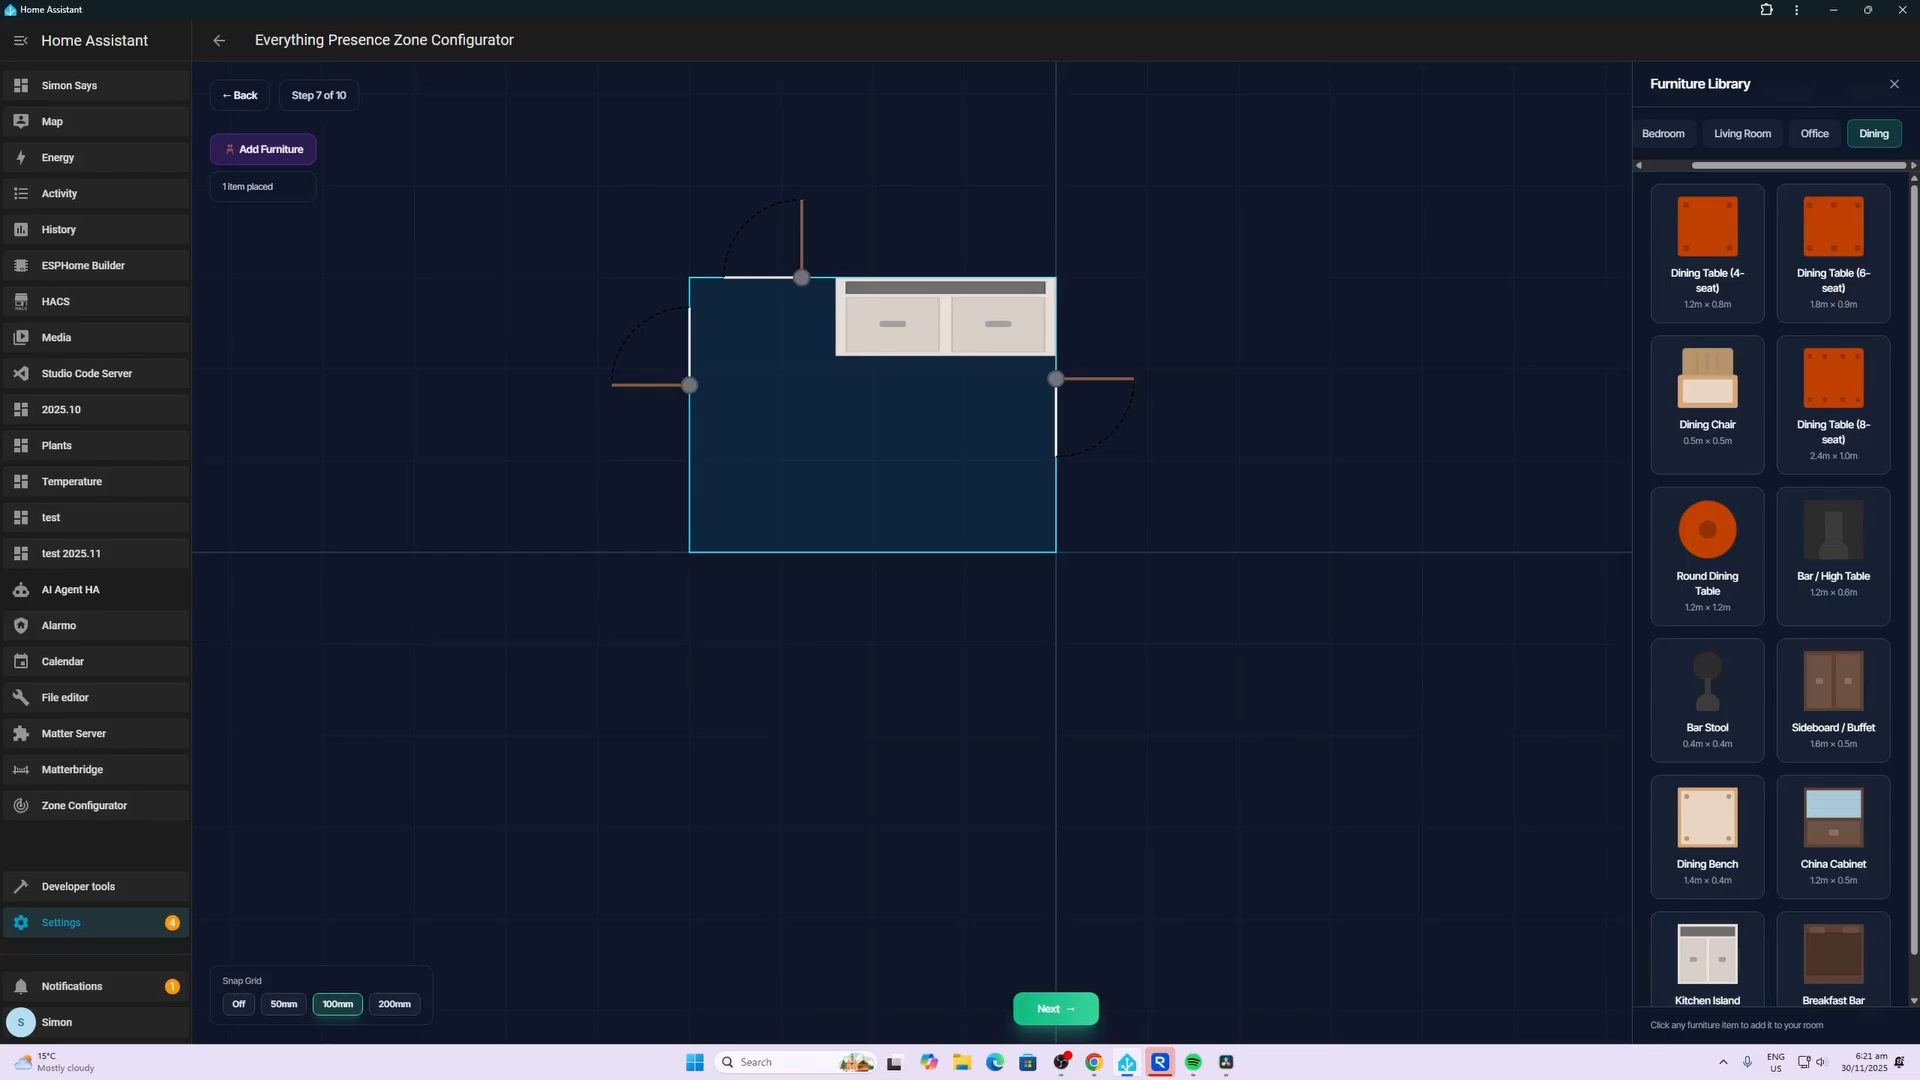 Home Assistant
Home Assistant
Everything Presence Zone Configurator
Simon Says
Map
Energy
Activity
History
ESPHome Builder
HACS
HACS
Media
Studio Code Server
2025.10
Plants
Temperature
test
test 2025.11
AI Agent HA
Alarmo
Calendar
File editor
Matter Server
Matterbridge
Zone Configurator
Developer tools
Settings
4
Notifications
1
S
Simon
← Back
Step 7 of 10
Add Furniture
1 item placed
Snap Grid
Off
50mm
100mm
200mm
Next →
Furniture Library
Bedroom
Living Room
Office
Dining
Dining Table (4-
seat)
1.2m × 0.8m
Dining Table (6-
seat)
1.8m × 0.9m
Dining Chair
0.5m × 0.5m
Dining Table (8-
seat)
2.4m × 1.0m
Round Dining
Table
1.2m × 1.2m
Bar / High Table
1.2m × 0.6m
Bar Stool
0.4m × 0.4m
Sideboard / Buffet
1.6m × 0.5m
Dining Bench
1.4m × 0.4m
China Cabinet
1.2m × 0.5m
Kitchen Island
Breakfast Bar
Click any furniture item to add it to your room
15°C
Mostly cloudy
Search
R
ENG
US
6:21 am
30/11/2025